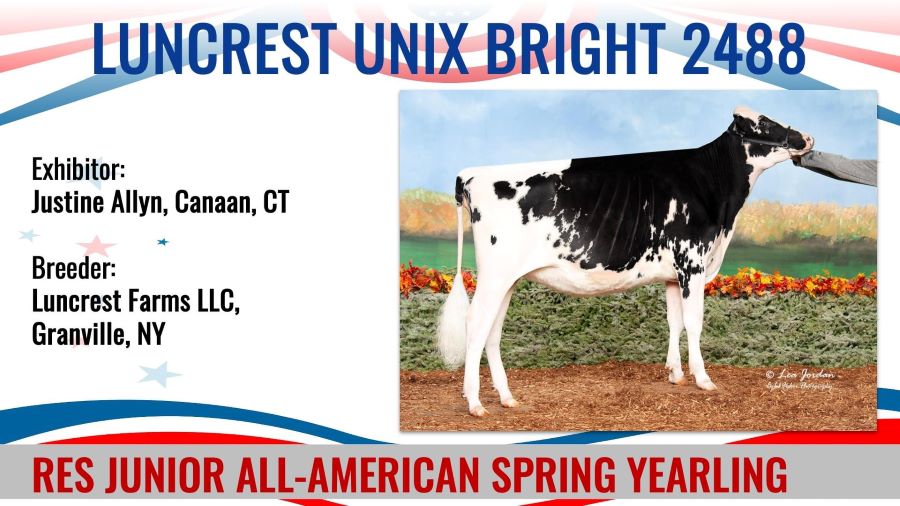 LUNCREST UNIX BRIGHT 2488
Exhibitor:
Justine Allyn, Canaan, CT
Breeder:
Luncrest Farms LLC,
Granville, NY
© Lea Jordan
RES JUNIOR ALL-AMERICAN SPRING YEARLING